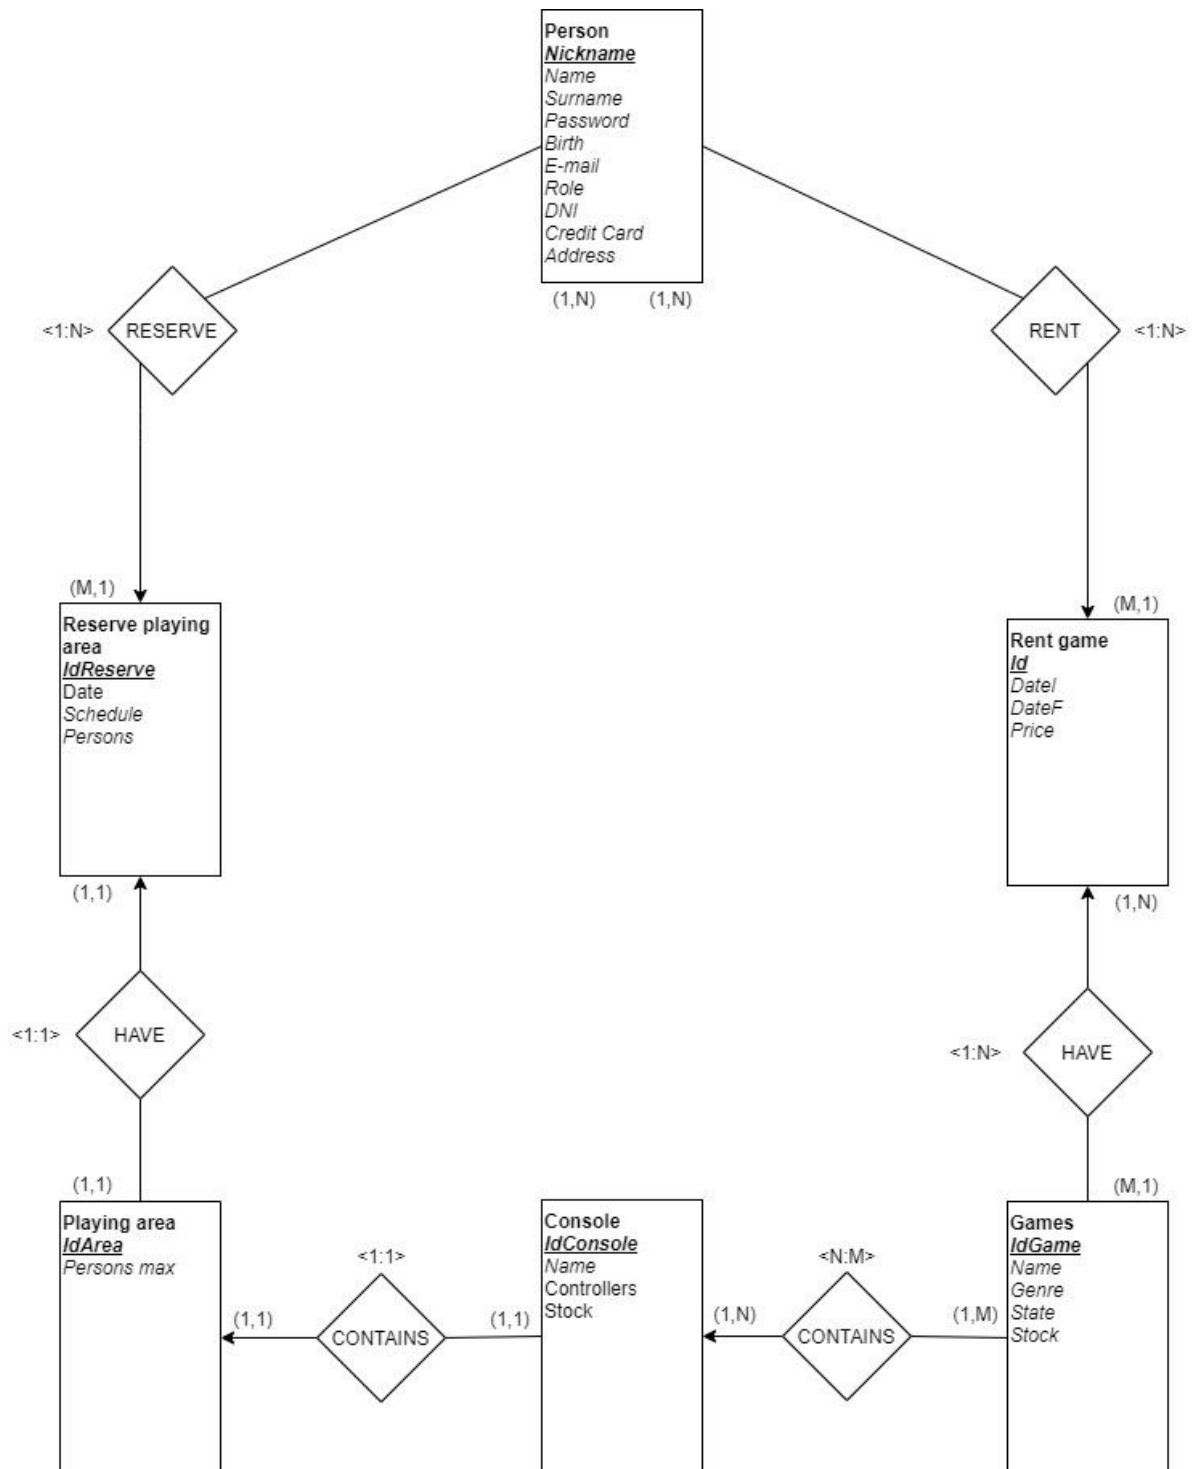 Person
Nickname
Name
Surname
Password
Birth
E-mail
Role
DNI
Credit Card
Address
(1,N) (1,N)
<1:N> RESERVE
RENT <1:N>
(M,1)
Reserve playing
area
IdReserve
Date
Schedule
Persons
(1,1)
(M,1)
Rent game
Id
DateI
DateF
Price
(1,N)
<1:1> HAVE
<1:N> HAVE
(1,1)
Playing area
IdArea
Persons max
<1:1>
(1,1) CONTAINS (1,1)
Console
IdConsole
Name
Controllers
Stock
<N:M>
(1,N) CONTAINS (1,M)
(M,1)
Games
IdGame
Name
Genre
State
Stock